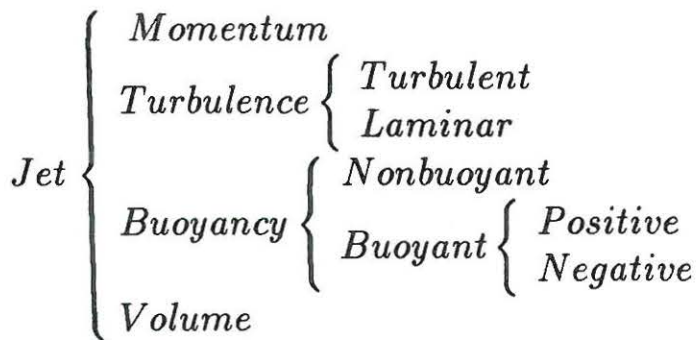 Momentum
Turbulence
Turbulent
Laminar
Jet
Buoyancy
Nonbuoyant
Buoyant
Positive
Negative
Volume